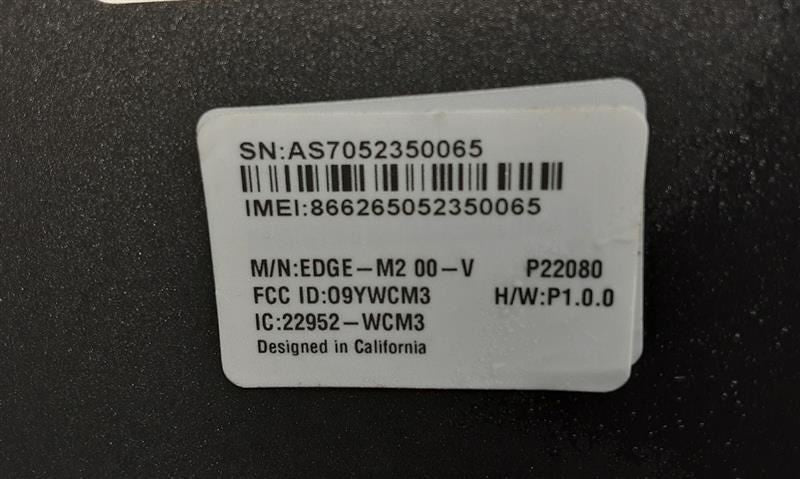 SN:AS7052350065
IMEI:866265052350065
M/N:EDGE-M2 00-V P22080
FCC ID:O9YWCM3 H/W:P1.0.0
IC:22952-WCM3
Designed in California